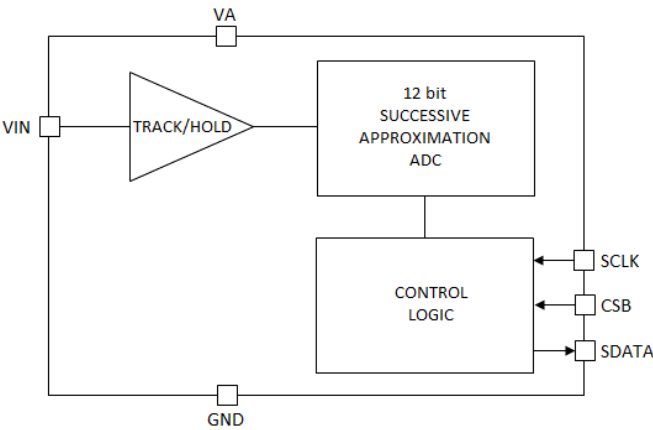 VA
VIN
TRACK/HOLD
12 bit
SUCCESSIVE
APPROXIMATION
ADC
CONTROL
LOGIC
SCLK
CSB
SDATA
GND